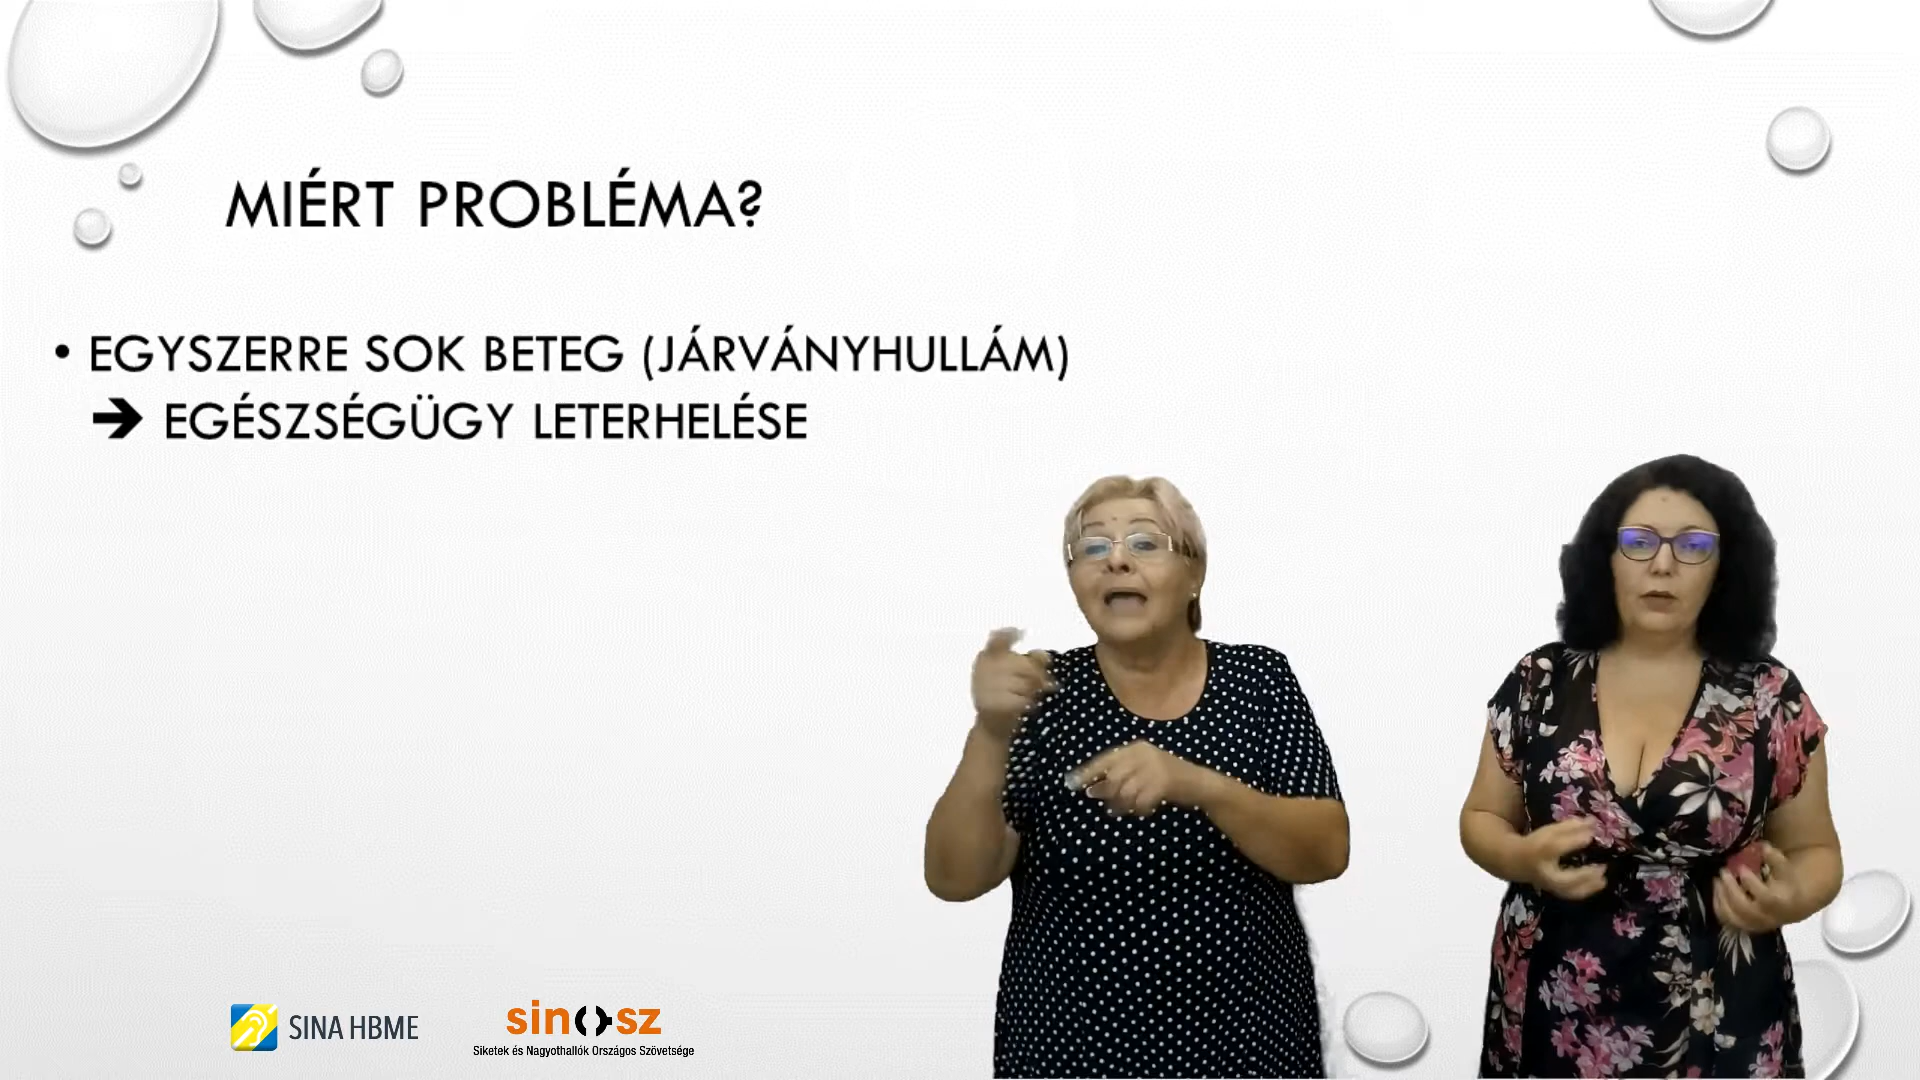 MIÉRT PROBLÉMA?
• EGYSZERRE SOK BETEG (JÁRVÁNYHULLÁM)
➔ EGÉSZSÉGÜGY LETERHELÉSE
SINA HBME
sinosz
Siketek és Nagyothallók Országos Szövetsége